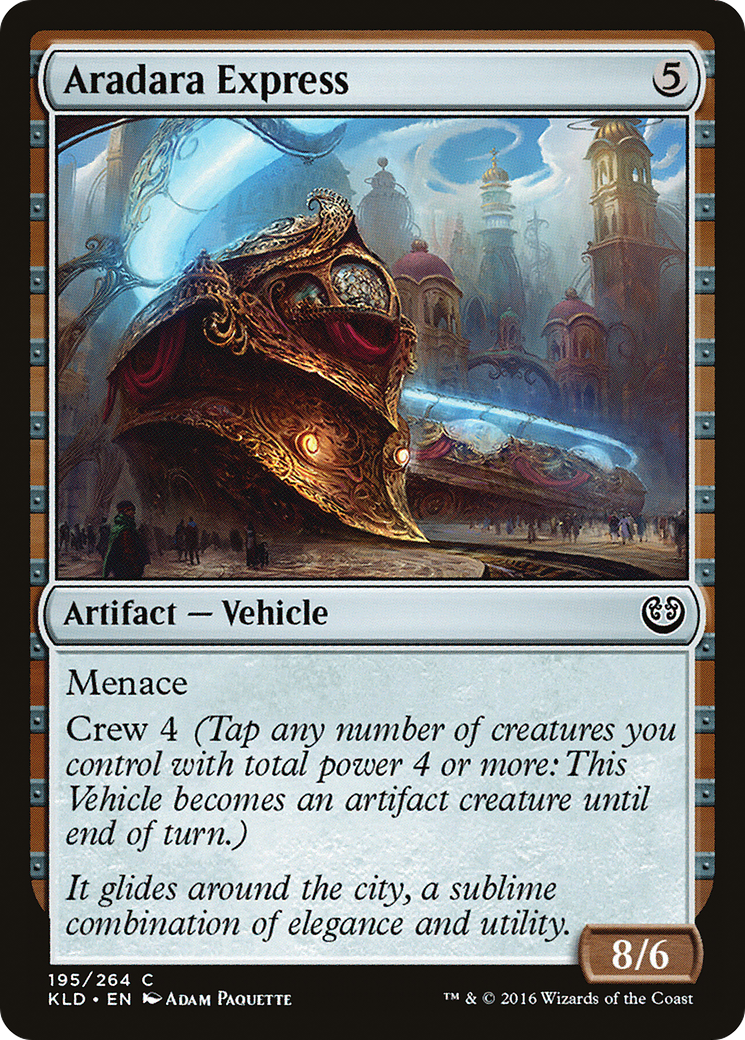 Aradara Express 5
Artifact — Vehicle
Menace
Crew 4 (Tap any number of creatures you
control with total power 4 or more: This
Vehicle becomes an artifact creature until
end of turn.)
It glides around the city, a sublime
combination of elegance and utility.
8/6
195/264 C
KLD • EN Adam Paquette
™ & © 2016 Wizards of the Coast